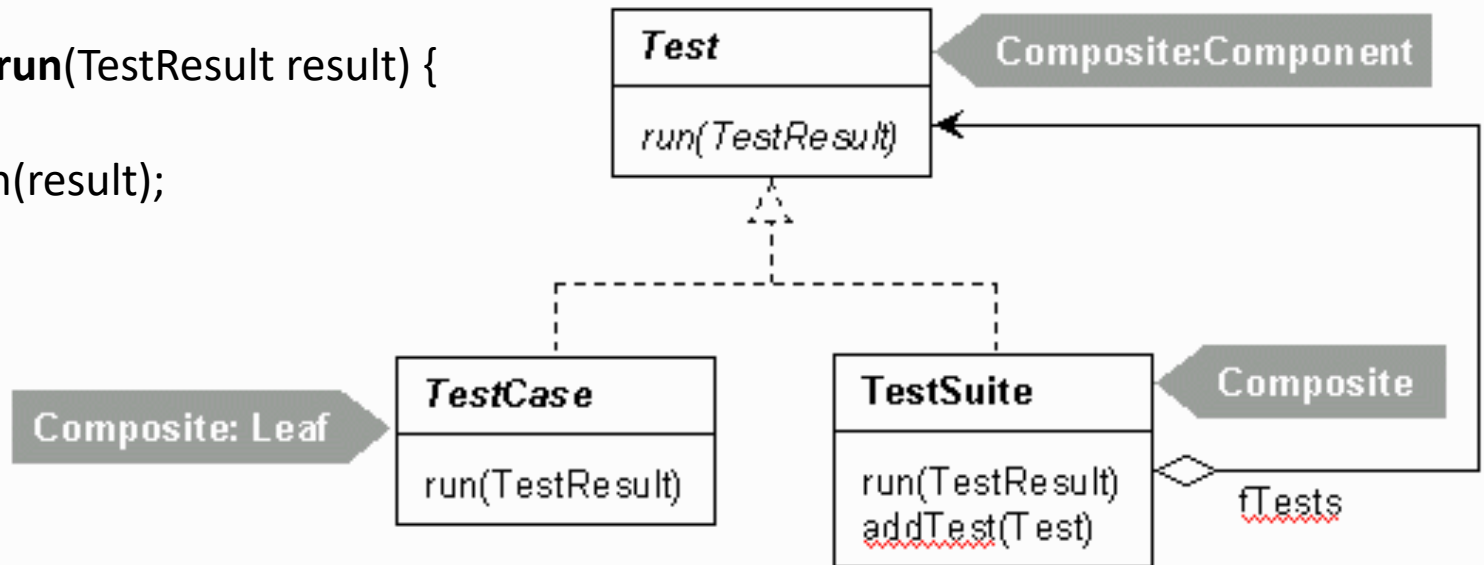 run(TestResult result) {
n(result);
Test
Composite:Component
run(TestResult)
TestCase
Composite: Leaf
run(TestResult)
TestSuite
Composite
run(TestResult)
addTest(Test)
fTests